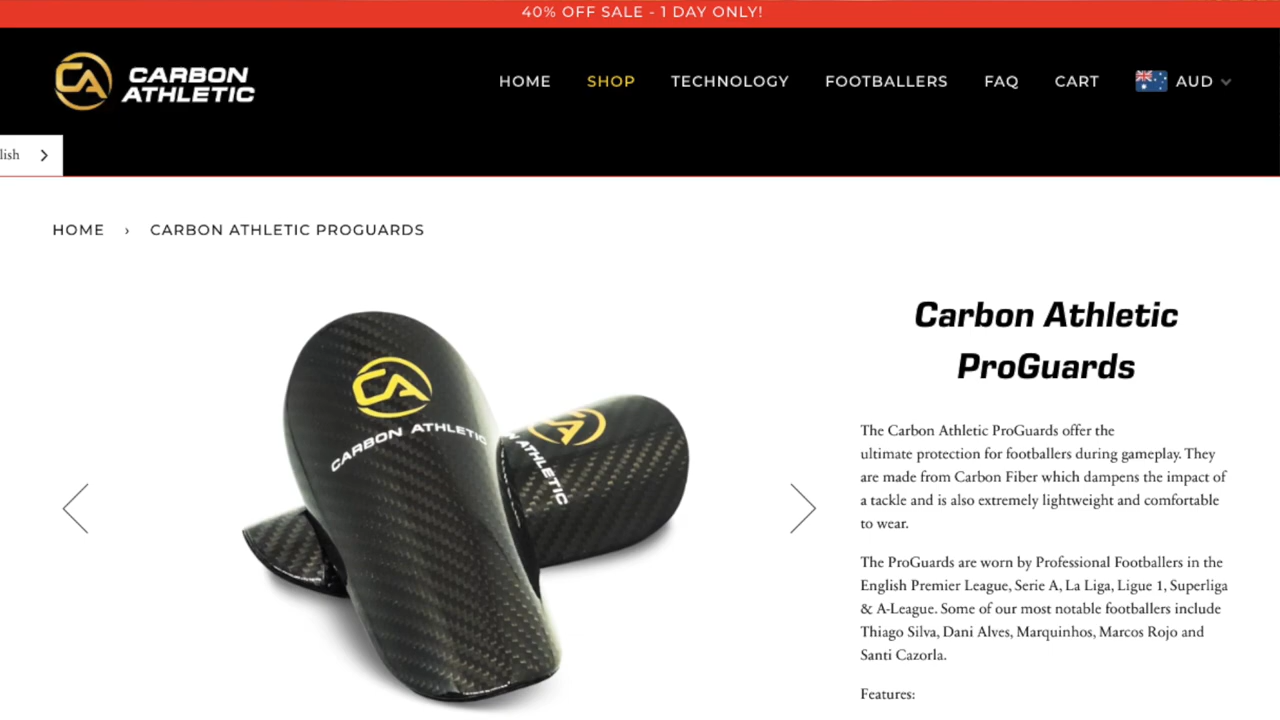 40% OFF SALE - 1 DAY ONLY!
CA CARBON ATHLETIC
HOME SHOP TECHNOLOGY FOOTBALLERS FAQ CART AUD
lish
HOME › CARBON ATHLETIC PROGUARDS
CA
CARBON ATHLETIC
CA
N ATHLETIC
Carbon Athletic
ProGuards
The Carbon Athletic ProGuards offer the
ultimate protection for footballers during gameplay. They
are made from Carbon Fiber which dampens the impact of
a tackle and is also extremely lightweight and comfortable
to wear.
The ProGuards are worn by Professional Footballers in the
English Premier League, Serie A, La Liga, Ligue 1, Superliga
& A-League. Some of our most notable footballers include
Thiago Silva, Dani Alves, Marquinhos, Marcos Rojo and
Santi Cazorla.
Features: